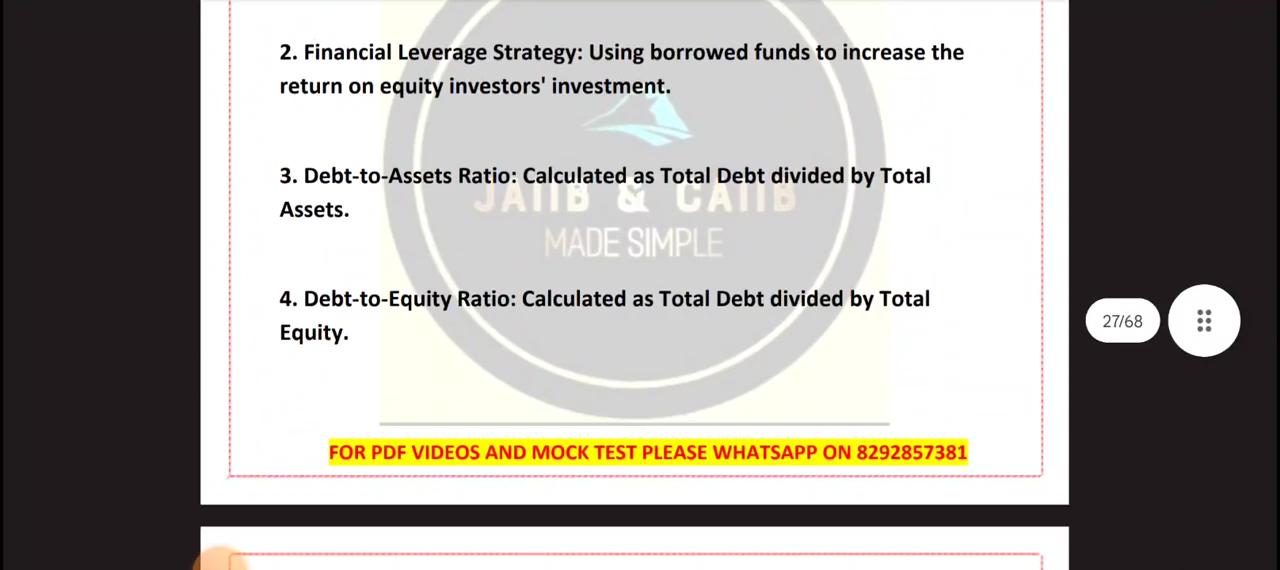 2. Financial Leverage Strategy: Using borrowed funds to increase the
return on equity investors' investment.
3. Debt-to-Assets Ratio: Calculated as Total Debt divided by Total
Assets.
JAIIB & CAIIB
MADE SIMPLE
4. Debt-to-Equity Ratio: Calculated as Total Debt divided by Total
Equity.
27/68
FOR PDF VIDEOS AND MOCK TEST PLEASE WHATSAPP ON 8292857381